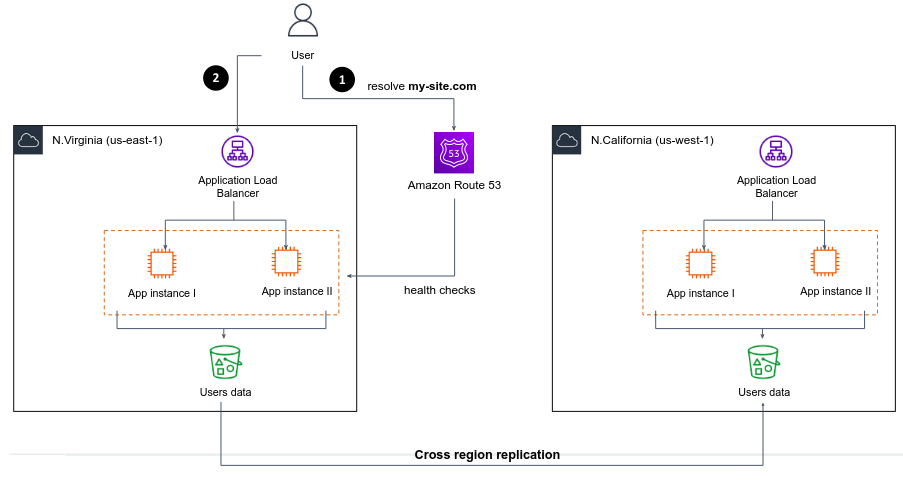 User
2
1
resolve my-site.com
N.Virginia (us-east-1)
Application Load
Balancer
App instance I
App instance II
Users data
53
Amazon Route 53
health checks
N.California (us-west-1)
Application Load
Balancer
App instance I
App instance II
Users data
Cross region replication